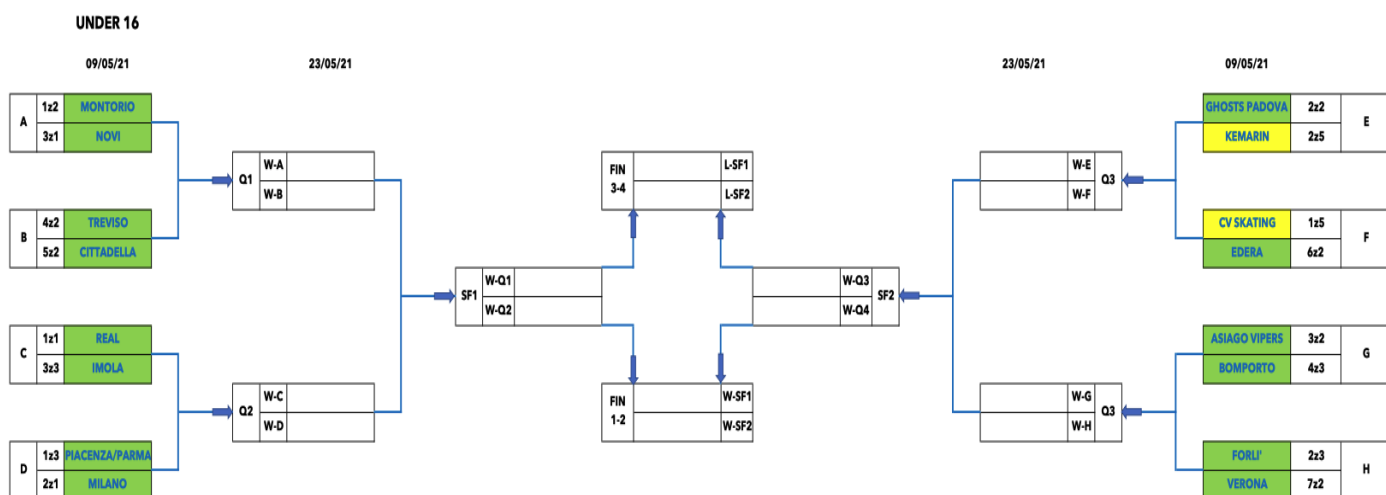 UNDER 16
09/05/21
23/05/21
23/05/21
09/05/21
A
1z2 MONTORIO
3z1 NOVI
B
4z2 TREVISO
5z2 CITTADELLA
C
1z1 REAL
3z3 IMOLA
D
1z3 PIACENZA/PARMA
2z1 MILANO
Q1
W-A
W-B
Q2
W-C
W-D
SF1
W-Q1
W-Q2
FIN
3-4
L-SF1
L-SF2
FIN
1-2
W-SF1
W-SF2
W-Q3
W-Q4
SF2
W-E
W-F
Q3
W-G
W-H
Q3
GHOSTS PADOVA 2z2
KEMARIN 2z5
E
CV SKATING 1z5
EDERA 6z2
F
ASIAGO VIPERS 3z2
BOMPORTO 4z3
G
FORLI' 2z3
VERONA 7z2
H